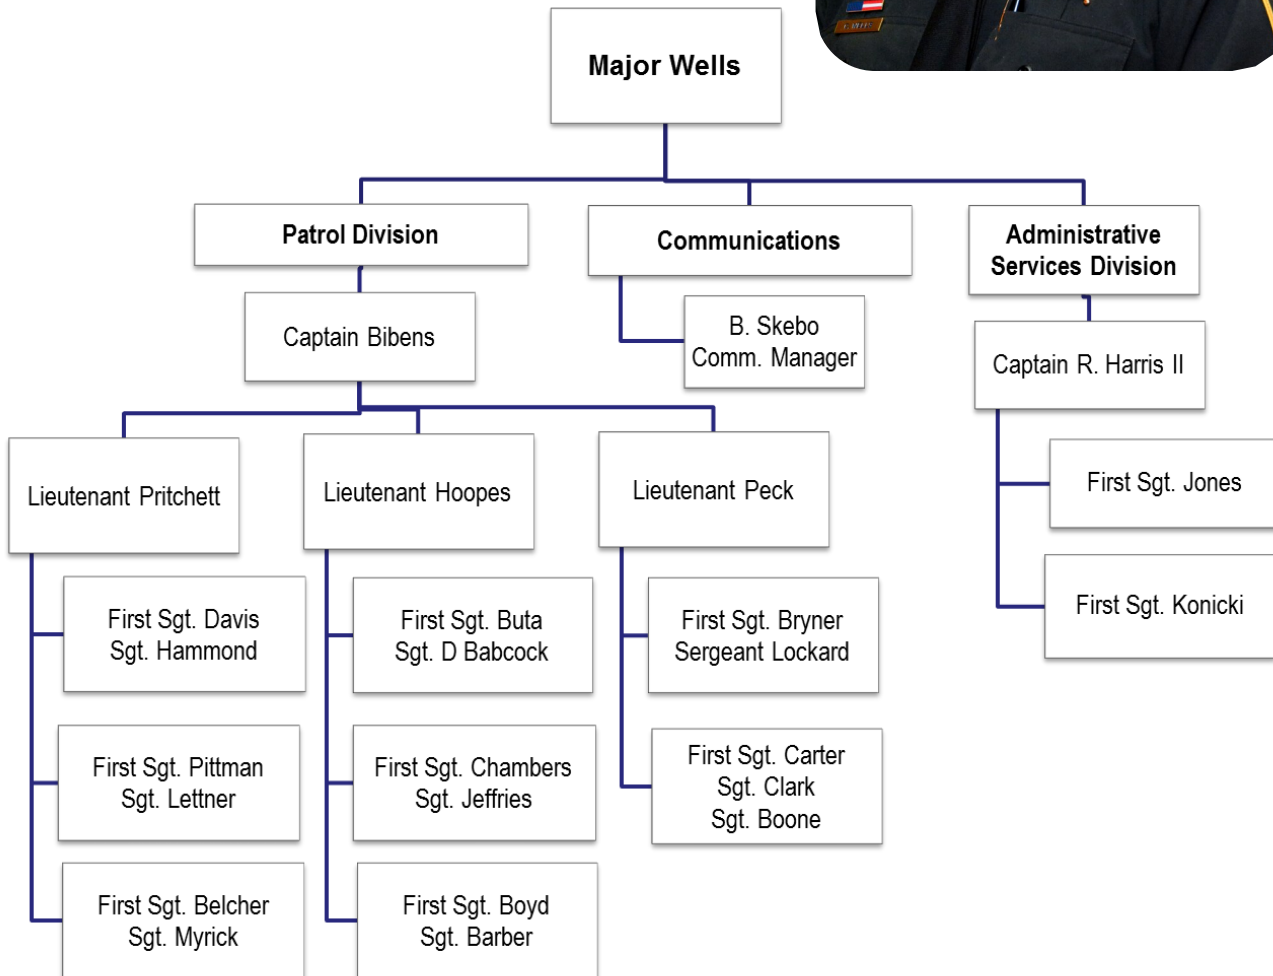 Major Wells
Patrol Division
Communications
Administrative
Services Division
Captain Bibens
B. Skebo
Comm. Manager
Captain R. Harris II
Lieutenant Pritchett
Lieutenant Hoopes
Lieutenant Peck
First Sgt. Jones
First Sgt. Konicki
First Sgt. Davis
Sgt. Hammond
First Sgt. Buta
Sgt. D Babcock
First Sgt. Bryner
Sergeant Lockard
First Sgt. Pittman
Sgt. Lettner
First Sgt. Chambers
Sgt. Jeffries
First Sgt. Carter
Sgt. Clark
Sgt. Boone
First Sgt. Belcher
Sgt. Myrick
First Sgt. Boyd
Sgt. Barber